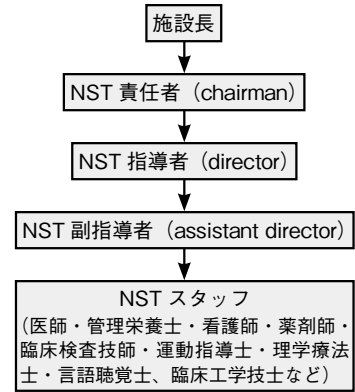 施設長
NST 責任者（chairman）
NST 指導者（director）
NST 副指導者（assistant director）
NST スタッフ
（医師・管理栄養士・看護師・薬剤師・
臨床検査技師・運動指導士・理学療法
士・言語聴覚士、臨床工学技士など）